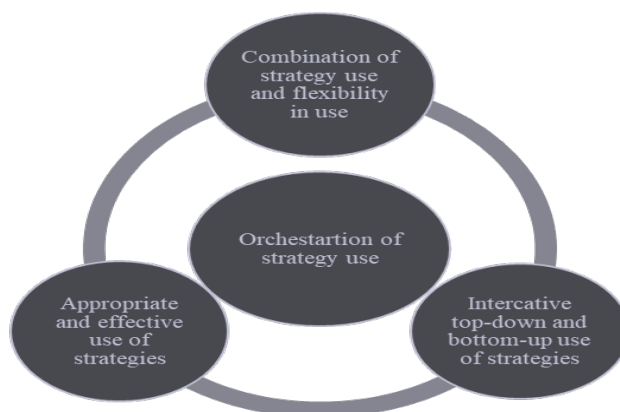 Combination of
strategy use
and flexibility
in use
Orchestartion of
strategy use
Appropriate
and effective
use of
strategies
Intercative
top-down and
bottom-up use
of strategies